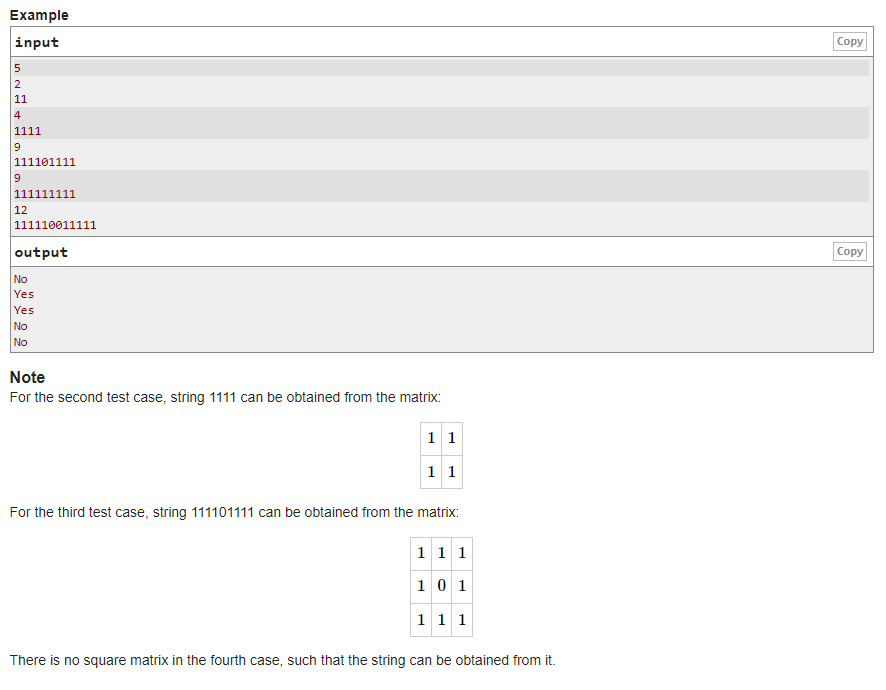 Example
input
Copy
5
2
11
4
1111
9
111101111
9
111111111
12
111110011111
output
Copy
No
Yes
Yes
No
No
Note
For the second test case, string 1111 can be obtained from the matrix:
1 1
1 1
For the third test case, string 111101111 can be obtained from the matrix:
1 1 1
1 0 1
1 1 1
There is no square matrix in the fourth case, such that the string can be obtained from it.